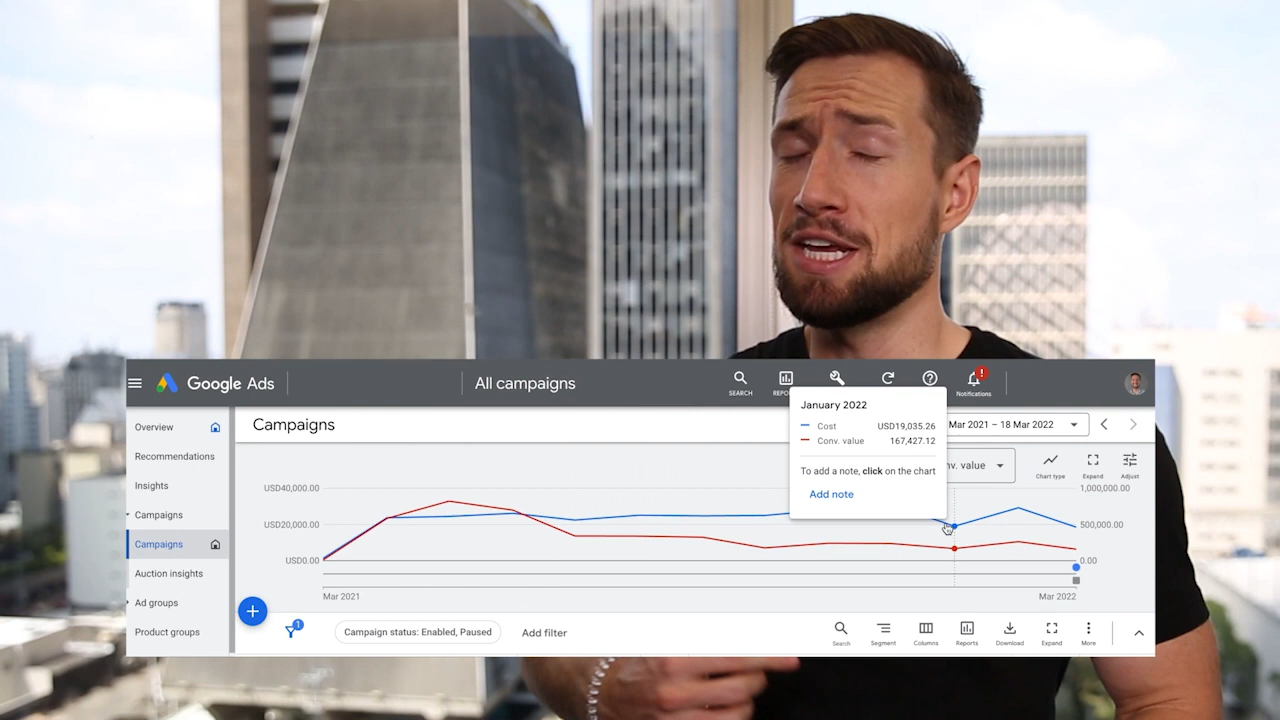 Google Ads
All campaigns
SEARCH
Notifications
Overview
Recommendations
Insights
Campaigns
Campaigns
Auction insights
Ad groups
Product groups
Campaigns
January 2022
Cost USD19,035.26
Conv. value 167,427.12
To add a note, click on the chart
Add note
Mar 2021 – 18 Mar 2022
value
Chart type
Expand
Adjust
USD40,000.00
USD20,000.00
USD0.00
1,000,000.00
500,000.00
0.00
Mar 2021
Mar 2022
1
Campaign status: Enabled, Paused
Add filter
Search
Segment
Columns
Reports
Download
Expand
More